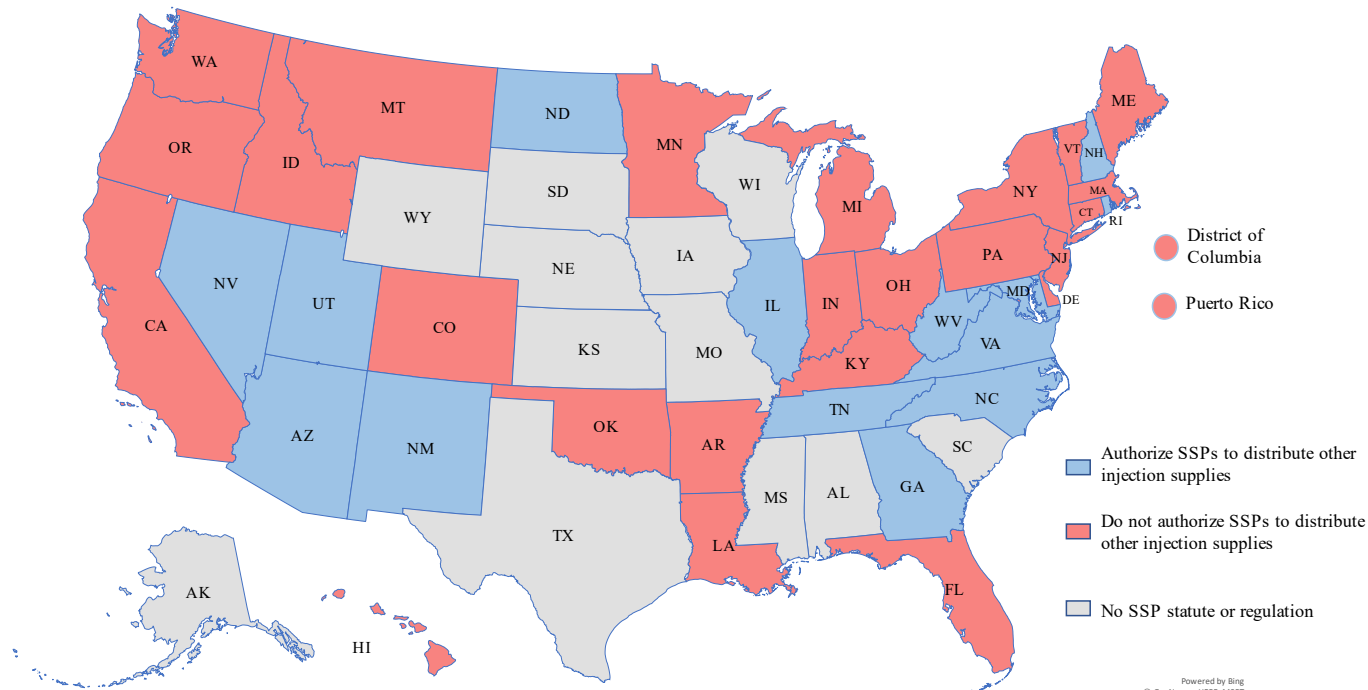 WA
MT
ND
MN
ME
OR
ID
SD
WI
VT
NH
NY
MA
WY
MI
CT
RI
IA
PA
NJ
District of
Columbia
NE
NV
UT
IL
IN
OH
MD
DE
Puerto Rico
CA
CO
WV
VA
KS
MO
KY
TN
NC
AZ
NM
OK
AR
SC
MS
AL
GA
TX
LA
AK
FL
HI
Authorize SSPs to distribute other
injection supplies
Do not authorize SSPs to distribute
other injection supplies
No SSP statute or regulation
Powered by Bing